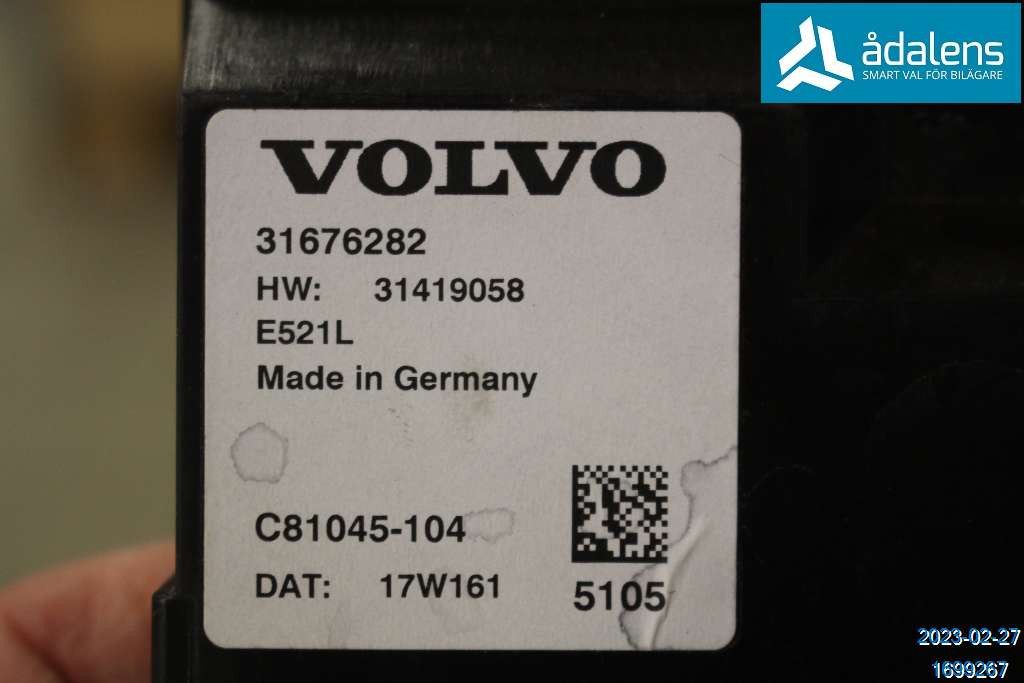 ådalens
SMART VAL FÖR BILÄGARE
VOLVO
31676282
HW: 31419058
E521L
Made in Germany
C81045-104
DAT: 17W161
5105
2023-02-27
1699267